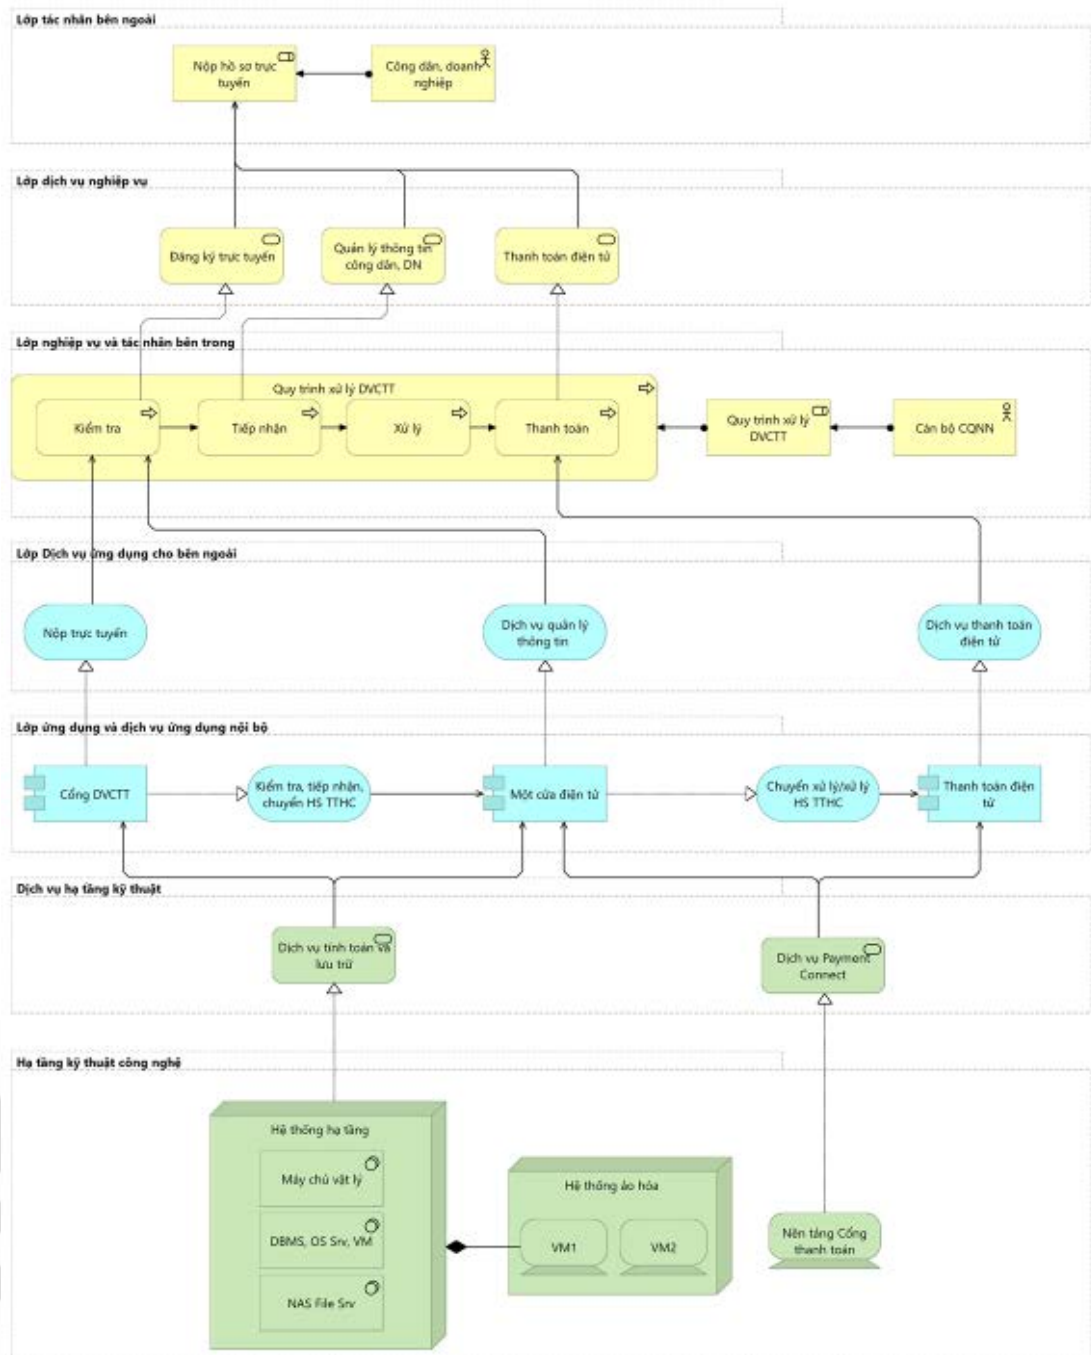 Lớp tác nhân bên ngoài
Nộp hồ sơ trực
tuyến
Công dân, doanh
nghiệp
Lớp dịch vụ nghiệp vụ
Đăng ký trực tuyến
Quản lý thông tin
công dân, DN
Thanh toán điện tử
Lớp nghiệp vụ và tác nhân bên trong
Quy trình xử lý DVCTT
Kiểm tra
Tiếp nhận
Xử lý
Thanh toán
Quy trình xử lý
DVCTT
Cán bộ CQNN
Lớp Dịch vụ ứng dụng cho bên ngoài
Nộp trực tuyến
Dịch vụ quản lý
thông tin
Dịch vụ thanh toán
điện tử
Lớp ứng dụng và dịch vụ ứng dụng nội bộ
Cổng DVCTT
Kiểm tra, tiếp nhận,
chuyển HS TTHC
Một cửa điện tử
Chuyển xử lý/xử lý
HS TTHC
Thanh toán điện
tử
Dịch vụ hạ tầng kỹ thuật
Dịch vụ tính toán và
lưu trữ
Dịch vụ Payment
Connect
Hạ tầng kỹ thuật công nghệ
Hệ thống hạ tầng
Máy chủ vật lý
DBMS, OS Srv, VM
NAS File Srv
Hệ thống ảo hóa
VM1
VM2
Nền tảng Cổng
thanh toán